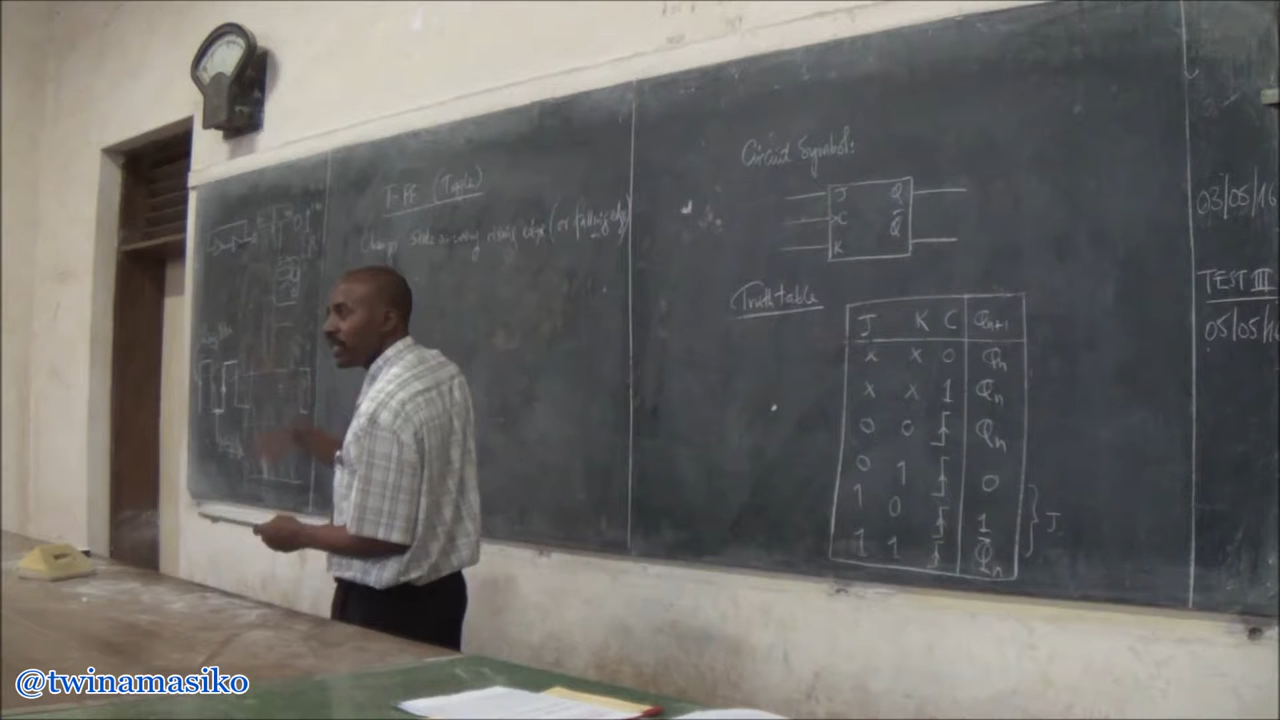 T-FF (Toggle)
Changes State on every rising edge (or falling edge)
Circuit Symbol:
J Q
C Q̅
K
Truth table
J K C Qn+1
x x 0 Qn
x x 1 Qn
0 0 Qn
0 1 0
1 0 1
1 1 Q̅n
J
03/05/16
TEST III
05/05/16
@twinamasiko